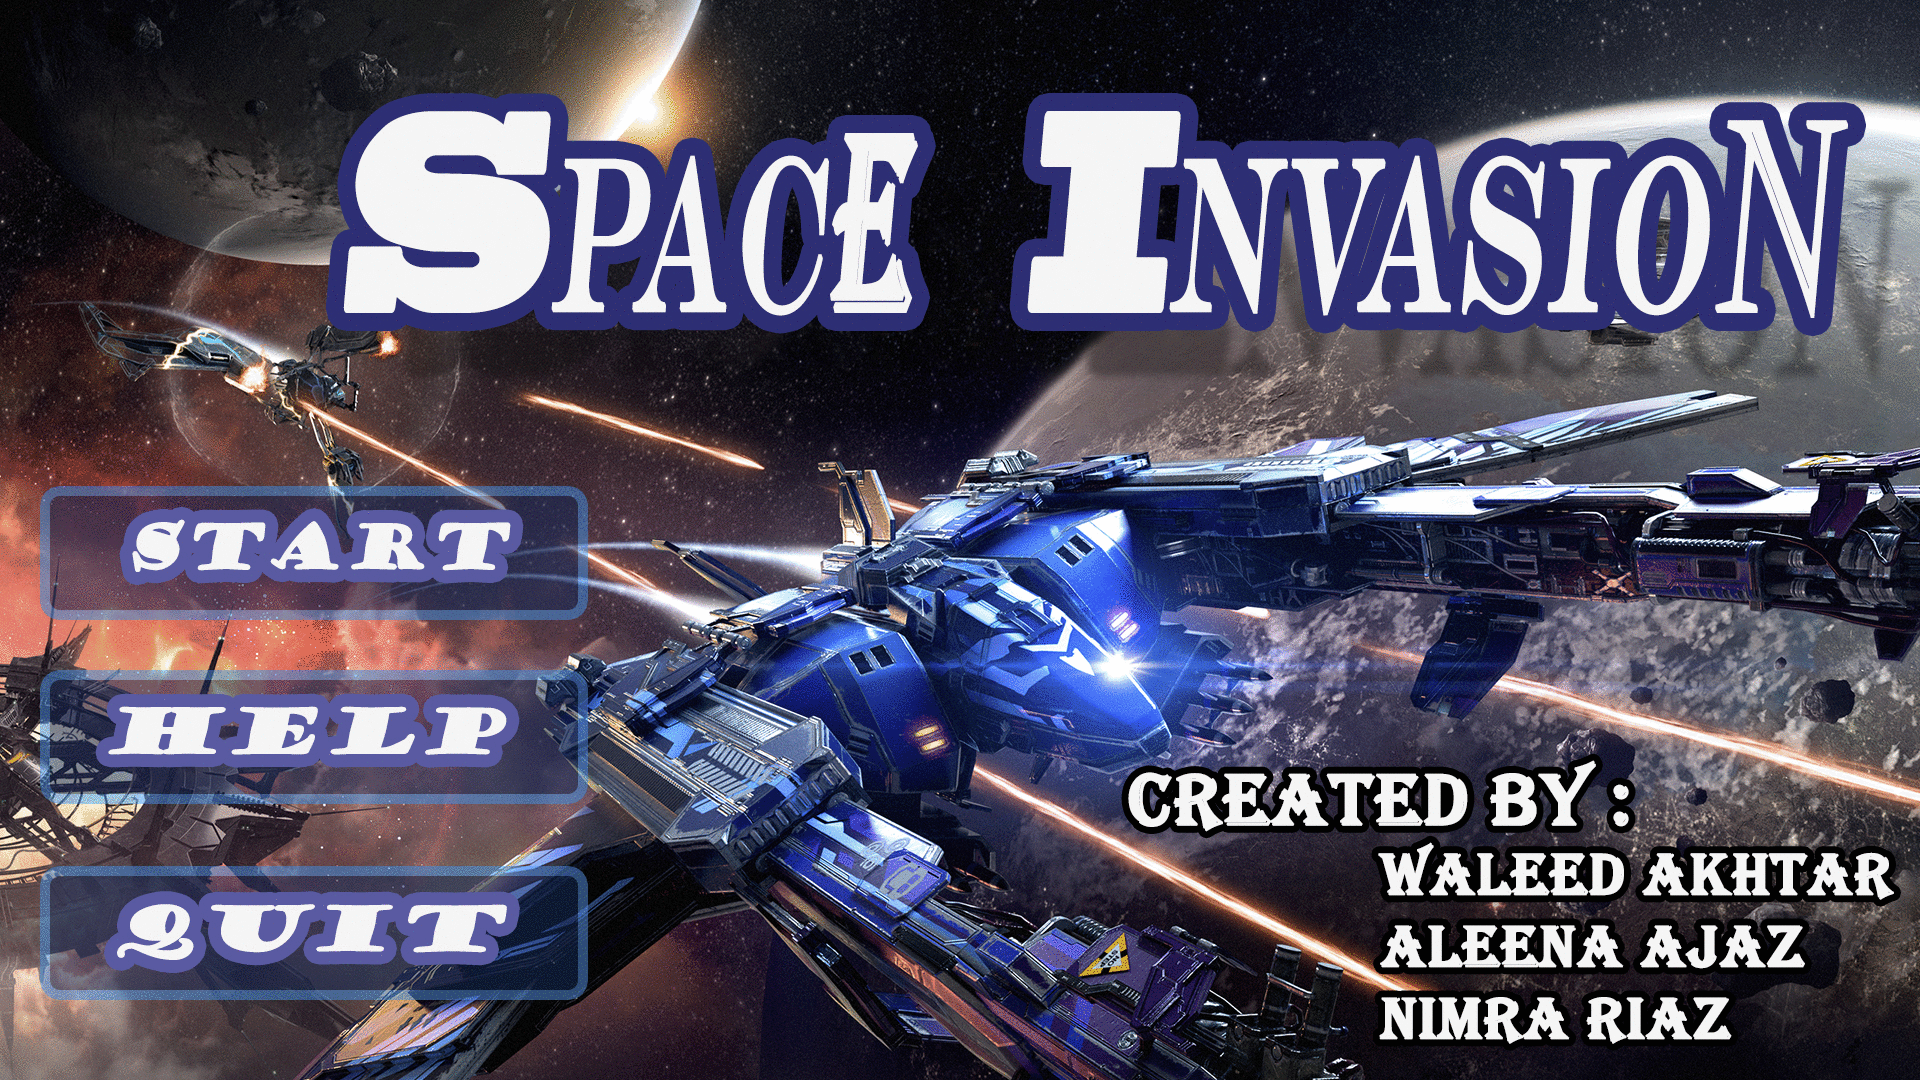 SPACE INVASION
START
HELP
QUIT
CREATED BY :
WALEED AKHTAR
ALEENA AJAZ
NIMRA RIAZ